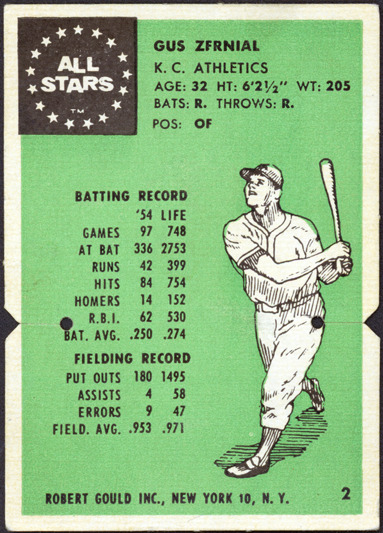 ALL
STARS
TM
GUS ZFRNIAL
K. C. ATHLETICS
AGE: 32 HT: 6'2½" WT: 205
BATS: R. THROWS: R.
POS: OF
BATTING RECORD
'54 LIFE
GAMES 97 748
AT BAT 336 2753
RUNS 42 399
HITS 84 754
HOMERS 14 152
R.B.I. 62 530
BAT. AVG. .250 .274
FIELDING RECORD
PUT OUTS 180 1495
ASSISTS 4 58
ERRORS 9 47
FIELD. AVG. .953 .971
ROBERT GOULD INC., NEW YORK 10, N. Y.
2